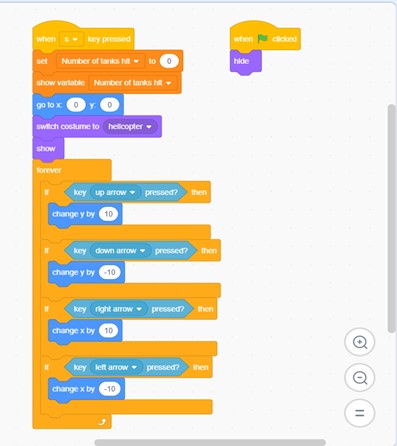 when s key pressed
set Number of tanks hit to 0
show variable Number of tanks hit
go to x: 0 y: 0
switch costume to helicopter
show
forever
If key up arrow pressed? then
change y by 10
If key down arrow pressed? then
change y by -10
If key right arrow pressed? then
change x by 10
If key left arrow pressed? then
change x by -10
when clicked
hide